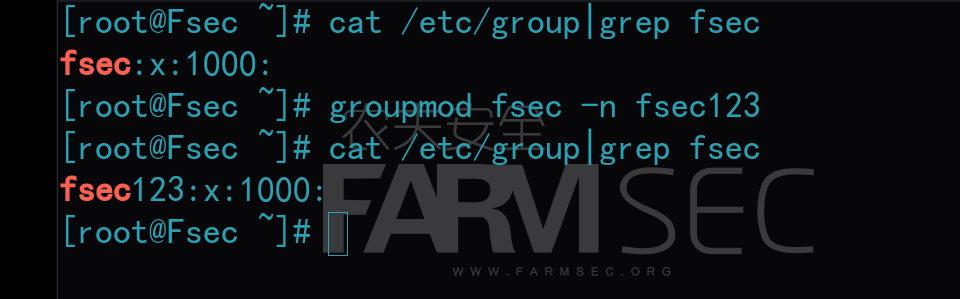 [root@Fsec ~]# cat /etc/group|grep fsec
fsec:x:1000:
[root@Fsec ~]# groupmod fsec -n fsec123
农夫安全
[root@Fsec ~]# cat /etc/group|grep fsec
fsec123:x:1000:
FARMSEC
[root@Fsec ~]#
WWW.FARMSEC.ORG